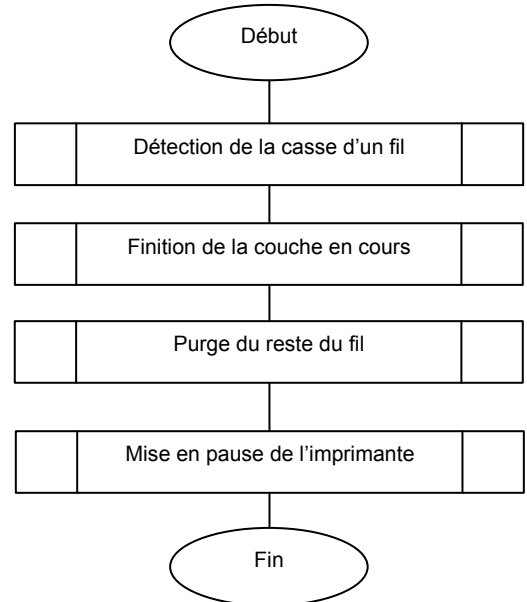 Début
Détection de la casse d’un fil
Finition de la couche en cours
Purge du reste du fil
Mise en pause de l’imprimante
Fin